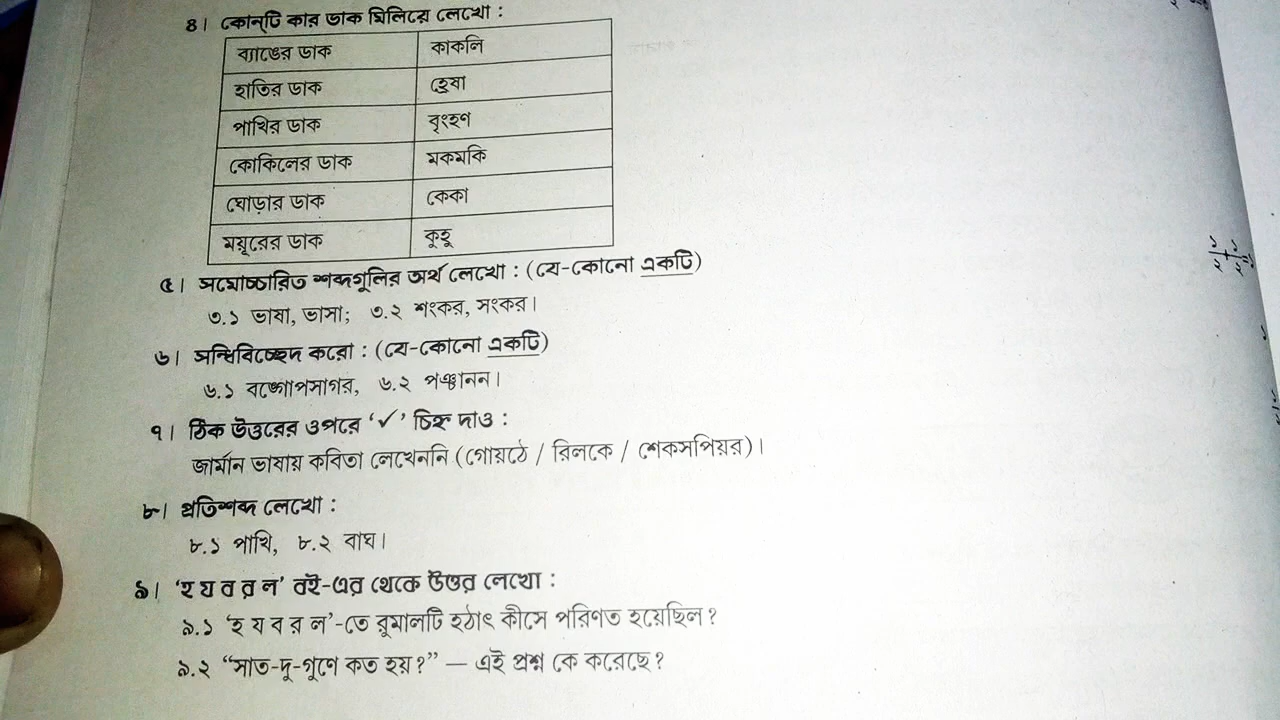 ৪। কোন্‌টি কার ডাক মিলিয়ে লেখো :
ব্যাঙের ডাক কাকলি
হাতির ডাক হ্রেষা
পাখির ডাক বৃংহণ
কোকিলের ডাক মকমকি
ঘোড়ার ডাক কেকা
ময়ূরের ডাক কুহু
৫। সমোচ্চারিত শব্দগুলির অর্থ লেখো : (যে-কোনো একটি)
৩.১ ভাষা, ভাসা; ৩.২ শংকর, সংকর।
৬। সন্ধিবিচ্ছেদ করো : (যে-কোনো একটি)
৬.১ বঙ্গোপসাগর, ৬.২ পঞ্চানন।
৭। ঠিক উত্তরের ওপরে ‘✓’ চিহ্ন দাও :
জার্মান ভাষায় কবিতা লেখেননি (গোয়টে / রিলকে / শেকসপিয়র)।
৮। প্রতিশব্দ লেখো :
৮.১ পাখি, ৮.২ বাঘ।
৯। ‘হ য ব র ল’ বই-এর থেকে উত্তর লেখো :
৯.১ ‘হ য ব র ল’-তে রুমালটি হঠাৎ কীসে পরিণত হয়েছিল?
৯.২ “সাত-দু-গুণে কত হয়?” — এই প্রশ্ন কে করেছে?